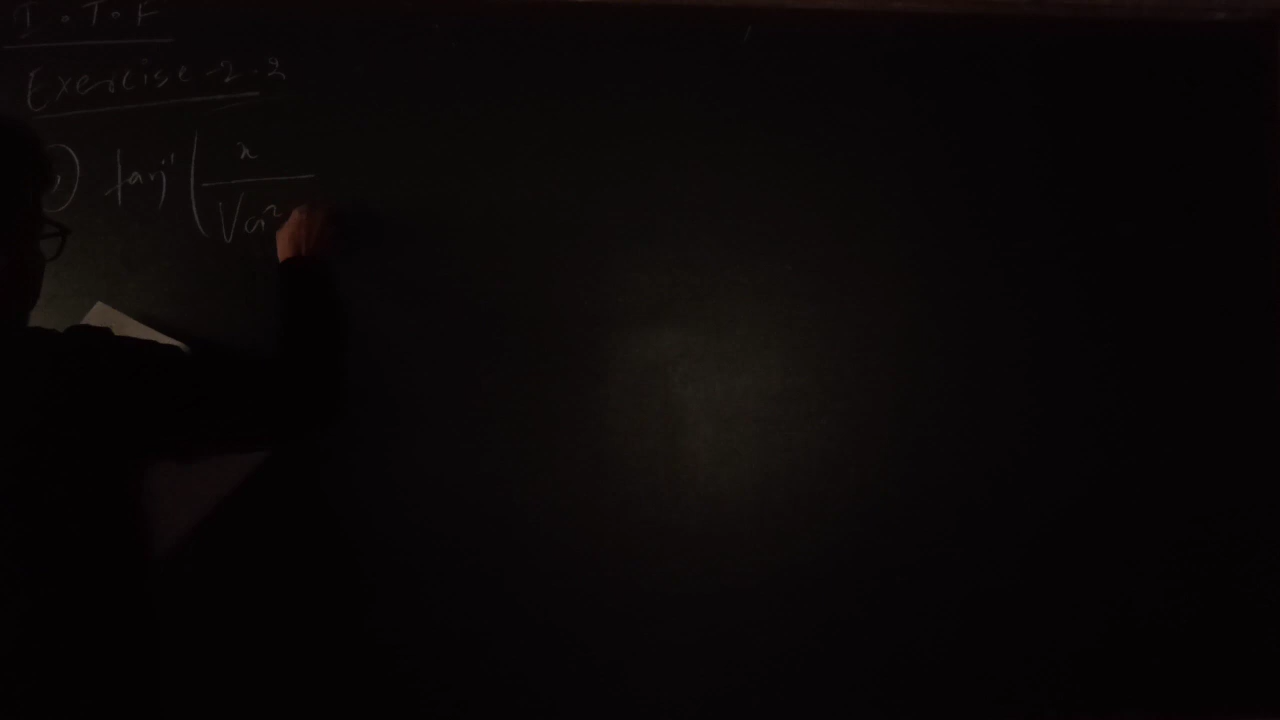 I.T.F
Exercise-2.2
) tan⁻¹ ( x / √a²